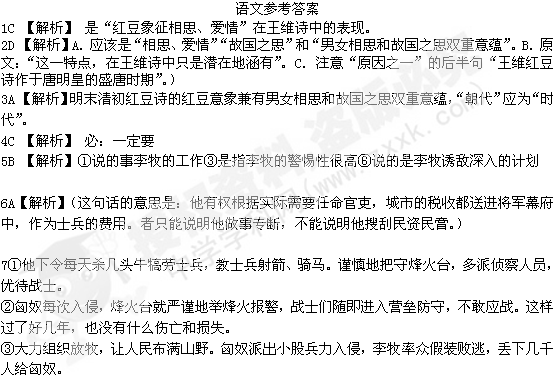 语文参考答案
1C 【解析】 是“红豆象征相思、爱情”在王维诗中的表现。
2D 【解析】A. 应该是“相思、爱情”“故国之思”和“男女相思和故国之思双重意蕴”。B. 原
文：“这一特点，在王维诗中只是潜在地涵有”。C. 注意“原因之一”的后半句“王维红豆
诗作于唐明皇的盛唐时期”。）
3A【解析】明末清初红豆诗的红豆意象兼有男女相思和故国之思双重意蕴，“朝代”应为“时
代”。
4C 【解析】 必：一定要
5B 【解析】①说的事李牧的工作③是指李牧的警惕性很高⑥说的是李牧诱敌深入的计划
6A【解析】（这句话的意思是：他有权根据实际需要任命官吏，城市的税收都送进将军幕府
中，作为士兵的费用。者只能说明他做事专断，不能说明他搜刮民资民营。）
7①他下令每天杀几头牛犒劳士兵，教士兵射箭、骑马。谨慎地把守烽火台，多派侦察人员，
优待战士。
②匈奴每次入侵，烽火台就严谨地举烽火报警，战士们随即进入营垒防守，不敢应战。这样
过了好几年，也没有什么伤亡和损失。
③大力组织放牧，让人民布满山野。匈奴派出小股兵力入侵，李牧率众假装败逃，丢下几千
人给匈奴。